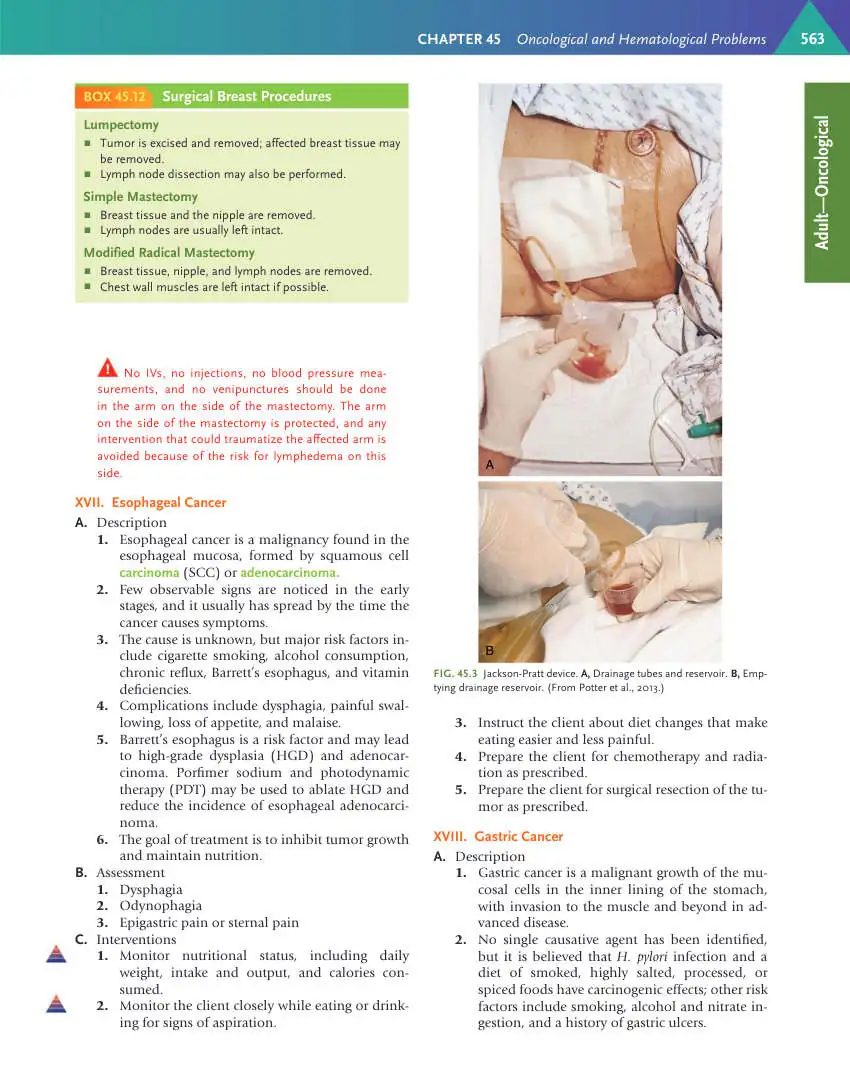 CHAPTER 45 Oncological and Hematological Problems 563
Adult—Oncological
BOX 45.12 Surgical Breast Procedures
Lumpectomy
■ Tumor is excised and removed; affected breast tissue may
be removed.
■ Lymph node dissection may also be performed.
Simple Mastectomy
■ Breast tissue and the nipple are removed.
■ Lymph nodes are usually left intact.
Modified Radical Mastectomy
■ Breast tissue, nipple, and lymph nodes are removed.
■ Chest wall muscles are left intact if possible.
No IVs, no injections, no blood pressure mea-
surements, and no venipunctures should be done
in the arm on the side of the mastectomy. The arm
on the side of the mastectomy is protected, and any
intervention that could traumatize the affected arm is
avoided because of the risk for lymphedema on this
side.
XVII. Esophageal Cancer
A. Description
1. Esophageal cancer is a malignancy found in the
esophageal mucosa, formed by squamous cell
carcinoma (SCC) or adenocarcinoma.
2. Few observable signs are noticed in the early
stages, and it usually has spread by the time the
cancer causes symptoms.
3. The cause is unknown, but major risk factors in-
clude cigarette smoking, alcohol consumption,
chronic reflux, Barrett's esophagus, and vitamin
deficiencies.
4. Complications include dysphagia, painful swal-
lowing, loss of appetite, and malaise.
5. Barrett's esophagus is a risk factor and may lead
to high-grade dysplasia (HGD) and adenocar-
cinoma. Porfimer sodium and photodynamic
therapy (PDT) may be used to ablate HGD and
reduce the incidence of esophageal adenocarci-
noma.
6. The goal of treatment is to inhibit tumor growth
and maintain nutrition.
B. Assessment
1. Dysphagia
2. Odynophagia
3. Epigastric pain or sternal pain
C. Interventions
1. Monitor nutritional status, including daily
weight, intake and output, and calories con-
sumed.
2. Monitor the client closely while eating or drink-
ing for signs of aspiration.
A
B
FIG. 45.3 Jackson-Pratt device. A, Drainage tubes and reservoir. B, Emp-
tying drainage reservoir. (From Potter et al., 2013.)
3. Instruct the client about diet changes that make
eating easier and less painful.
4. Prepare the client for chemotherapy and radia-
tion as prescribed.
5. Prepare the client for surgical resection of the tu-
mor as prescribed.
XVIII. Gastric Cancer
A. Description
1. Gastric cancer is a malignant growth of the mu-
cosal cells in the inner lining of the stomach,
with invasion to the muscle and beyond in ad-
vanced disease.
2. No single causative agent has been identified,
but it is believed that H. pylori infection and a
diet of smoked, highly salted, processed, or
spiced foods have carcinogenic effects; other risk
factors include smoking, alcohol and nitrate in-
gestion, and a history of gastric ulcers.